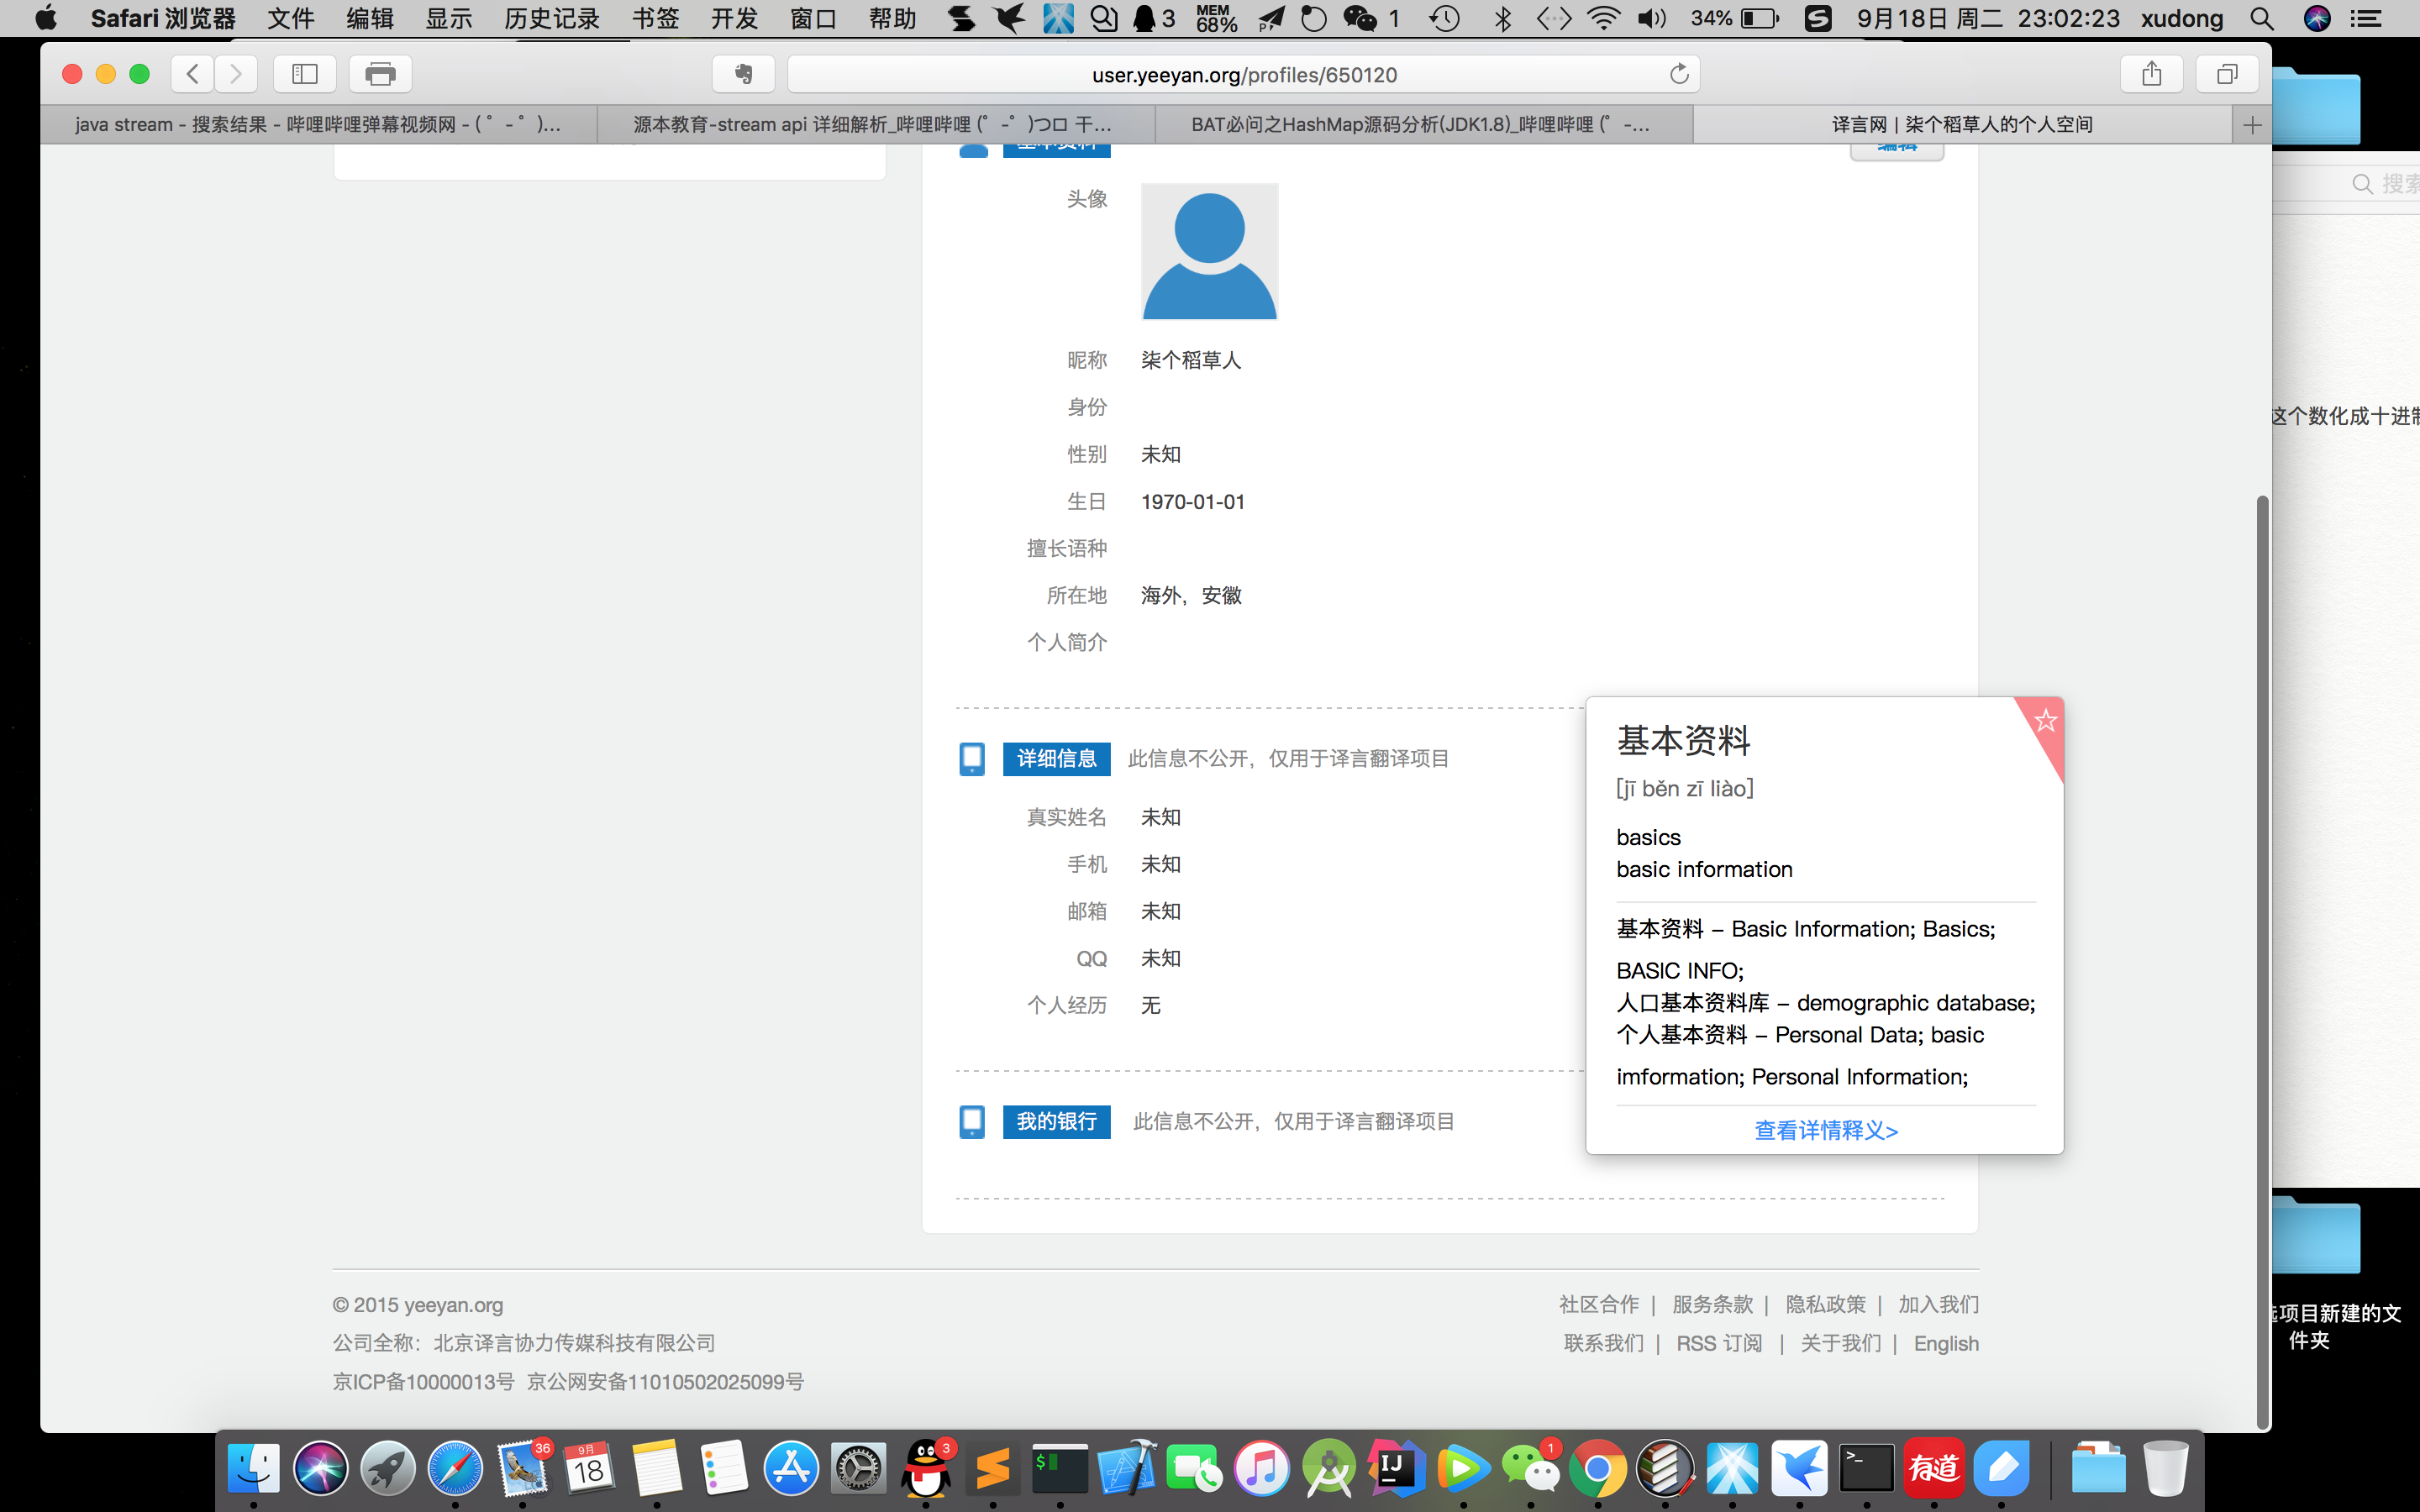 Safari 浏览器 文件 编辑 显示 历史记录 书签 开发 窗口 帮助 3 MEM 68% 1 34% 9月18日 周二 23:02:23 xudong
user.yeeyan.org/profiles/650120
java stream - 搜索结果 - 哔哩哔哩弹幕视频网 - ( ゜- ゜)...
源本教育-stream api 详细解析_哔哩哔哩 (゜-゜)つロ 干...
BAT必问之HashMap源码分析(JDK1.8)_哔哩哔哩 (゜-...
译言网 | 柒个稻草人的个人空间
搜索
基本资料 编辑
头像
昵称 柒个稻草人
身份
性别 未知
生日 1970-01-01
擅长语种
所在地 海外，安徽
个人简介
这个数化成十进制
详细信息 此信息不公开，仅用于译言翻译项目
真实姓名 未知
手机 未知
邮箱 未知
QQ 未知
个人经历 无
我的银行 此信息不公开，仅用于译言翻译项目
基本资料
[jī běn zī liào]
basics
basic information
基本资料 – Basic Information; Basics;
BASIC INFO;
人口基本资料库 – demographic database;
个人基本资料 – Personal Data; basic
imformation; Personal Information;
查看详情释义>
© 2015 yeeyan.org
公司全称：北京译言协力传媒科技有限公司
京ICP备10000013号 京公网安备11010502025099号
社区合作 | 服务条款 | 隐私政策 | 加入我们
联系我们 | RSS 订阅 | 关于我们 | English
项目新建的文
件夹
36 9月 18 3 $ IJ 1 >_ 有道